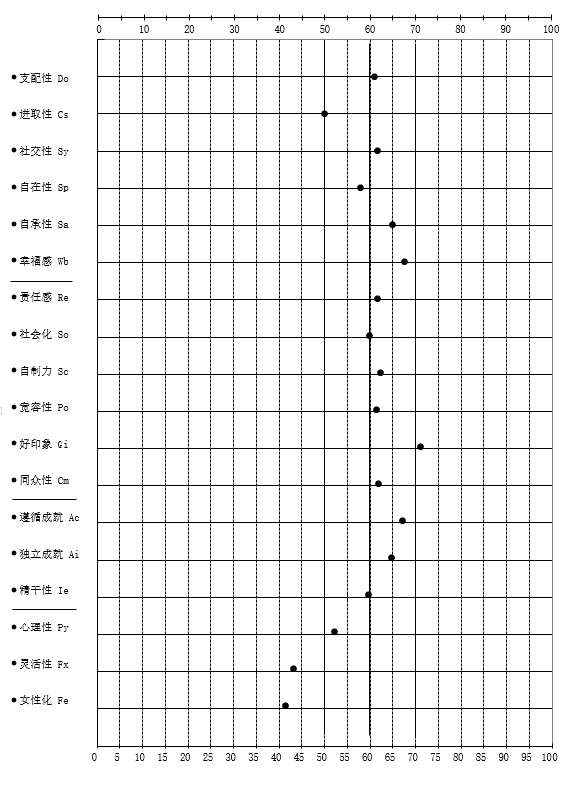 0 10 20 30 40 50 60 70 80 90 100
● 支配性 Do
● 进取性 Cs
● 社交性 Sy
● 自在性 Sp
● 自承性 Sa
● 幸福感 Wb
● 责任感 Re
● 社会化 So
● 自制力 Sc
● 宽容性 Po
● 好印象 Gi
● 同众性 Cm
● 遵循成就 Ac
● 独立成就 Ai
● 精干性 Ie
● 心理性 Py
● 灵活性 Fx
● 女性化 Fe
0 5 10 15 20 25 30 35 40 45 50 55 60 65 70 75 80 85 90 95 100